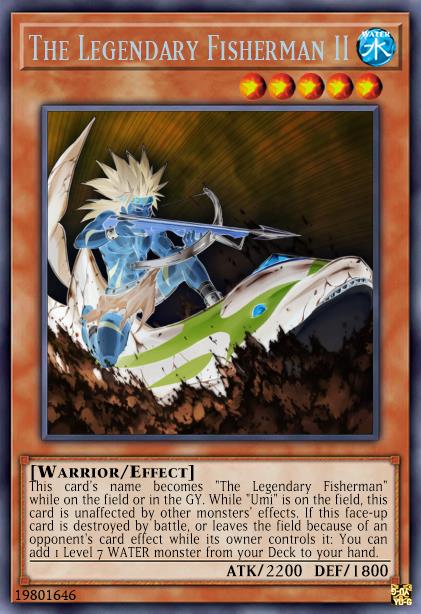 The Legendary Fisherman II
WATER
水
[Warrior/Effect]
This card's name becomes "The Legendary Fisherman"
while on the field or in the GY. While "Umi" is on the field, this
card is unaffected by other monsters' effects. If this face-up
card is destroyed by battle, or leaves the field because of an
opponent's card effect while its owner controls it: You can
add 1 Level 7 WATER monster from your Deck to your hand.
ATK/2200 DEF/1800
19801646